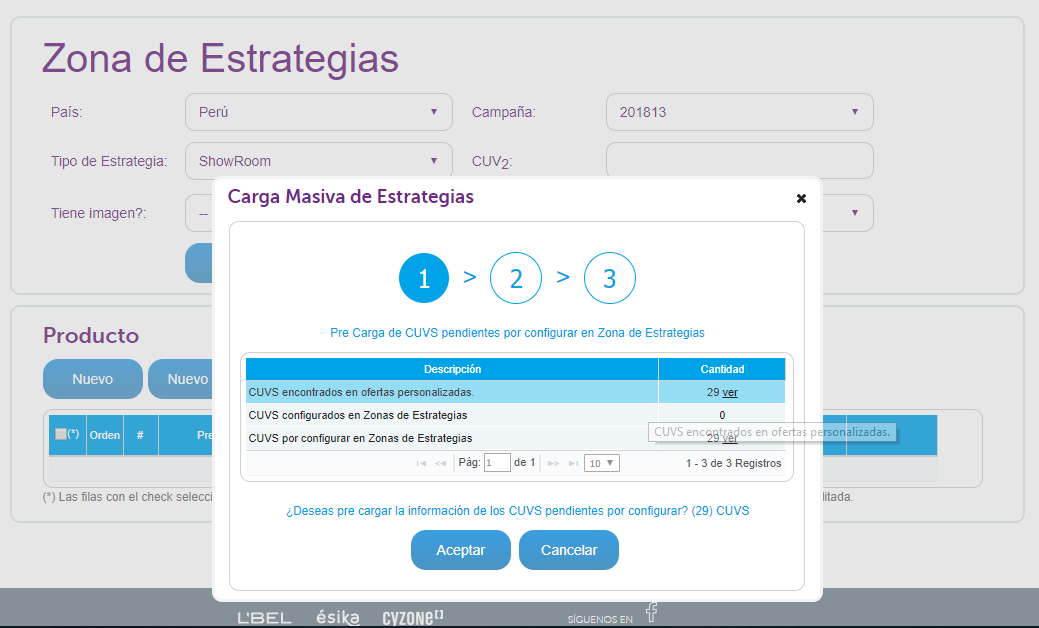 Zona de Estrategias
País: Perú ▼ Campaña: 201813 ▼
Tipo de Estrategia: ShowRoom ▼ CUV2:
Tiene imagen?: -- ▼
Carga Masiva de Estrategias ✖
1 > 2 > 3
Pre Carga de CUVS pendientes por configurar en Zona de Estrategias
Descripción Cantidad
CUVS encontrados en ofertas personalizadas. 29 ver
CUVS configurados en Zonas de Estrategias 0
CUVS por configurar en Zonas de Estrategias 29 ver
CUVS encontrados en ofertas personalizadas.
Pág: 1 de 1 10 ▼ 1 - 3 de 3 Registros
¿Deseas pre cargar la información de los CUVS pendientes por configurar? (29) CUVS
Aceptar Cancelar
Producto
Nuevo Nuevo
(*) Orden # Pre
(*) Las filas con el check selecci
litada.
L'BEL ésika CYZONE SÍGUENOS EN f